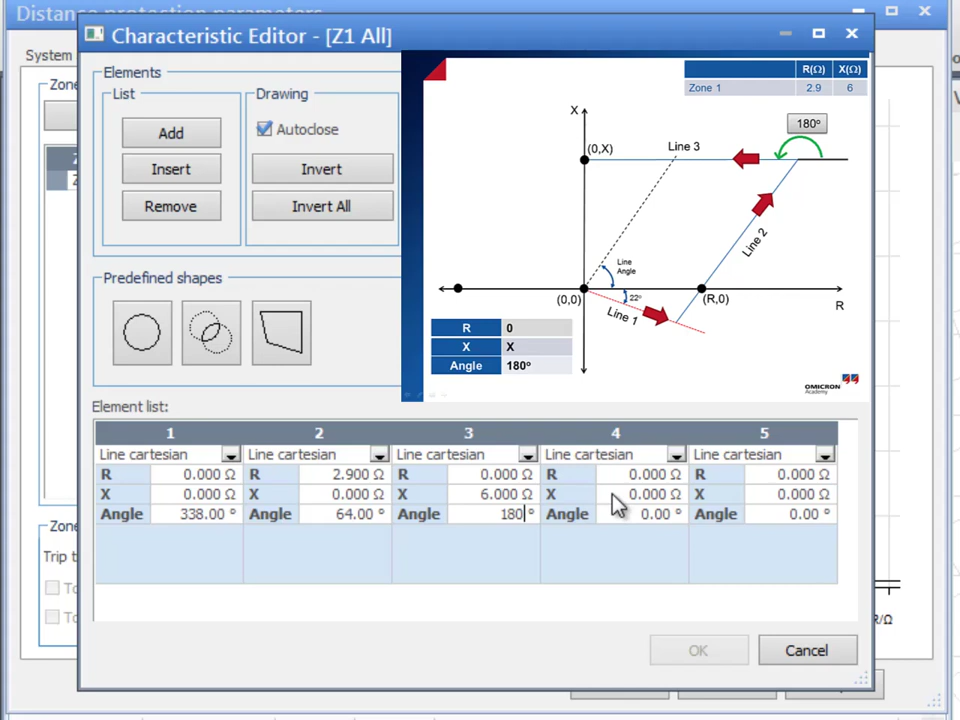 Distance protection parameters
Characteristic Editor - [Z1 All]
System
Zone
Elements
List
Drawing
Add
Insert
Remove
Autoclose
Invert
Invert All
Predefined shapes
R(Ω) X(Ω)
Zone 1 2.9 6
X
180º
(0,X)
Line 3
Line 2
Line
Angle
22º
(0,0)
(R,0)
R
Line 1
R 0
X X
Angle 180º
OMICRON
Academy
Element list:
1 2 3 4 5
Line cartesian Line cartesian Line cartesian Line cartesian Line cartesian
R 0.000 Ω R 2.900 Ω R 0.000 Ω R 0.000 Ω R 0.000 Ω
X 0.000 Ω X 0.000 Ω X 6.000 Ω X 0.000 Ω X 0.000 Ω
Angle 338.00 ° Angle 64.00 ° Angle 180 ° Angle 0.00 ° Angle 0.00 °
Zone
Trip t
To
To
R/Ω
OK
Cancel